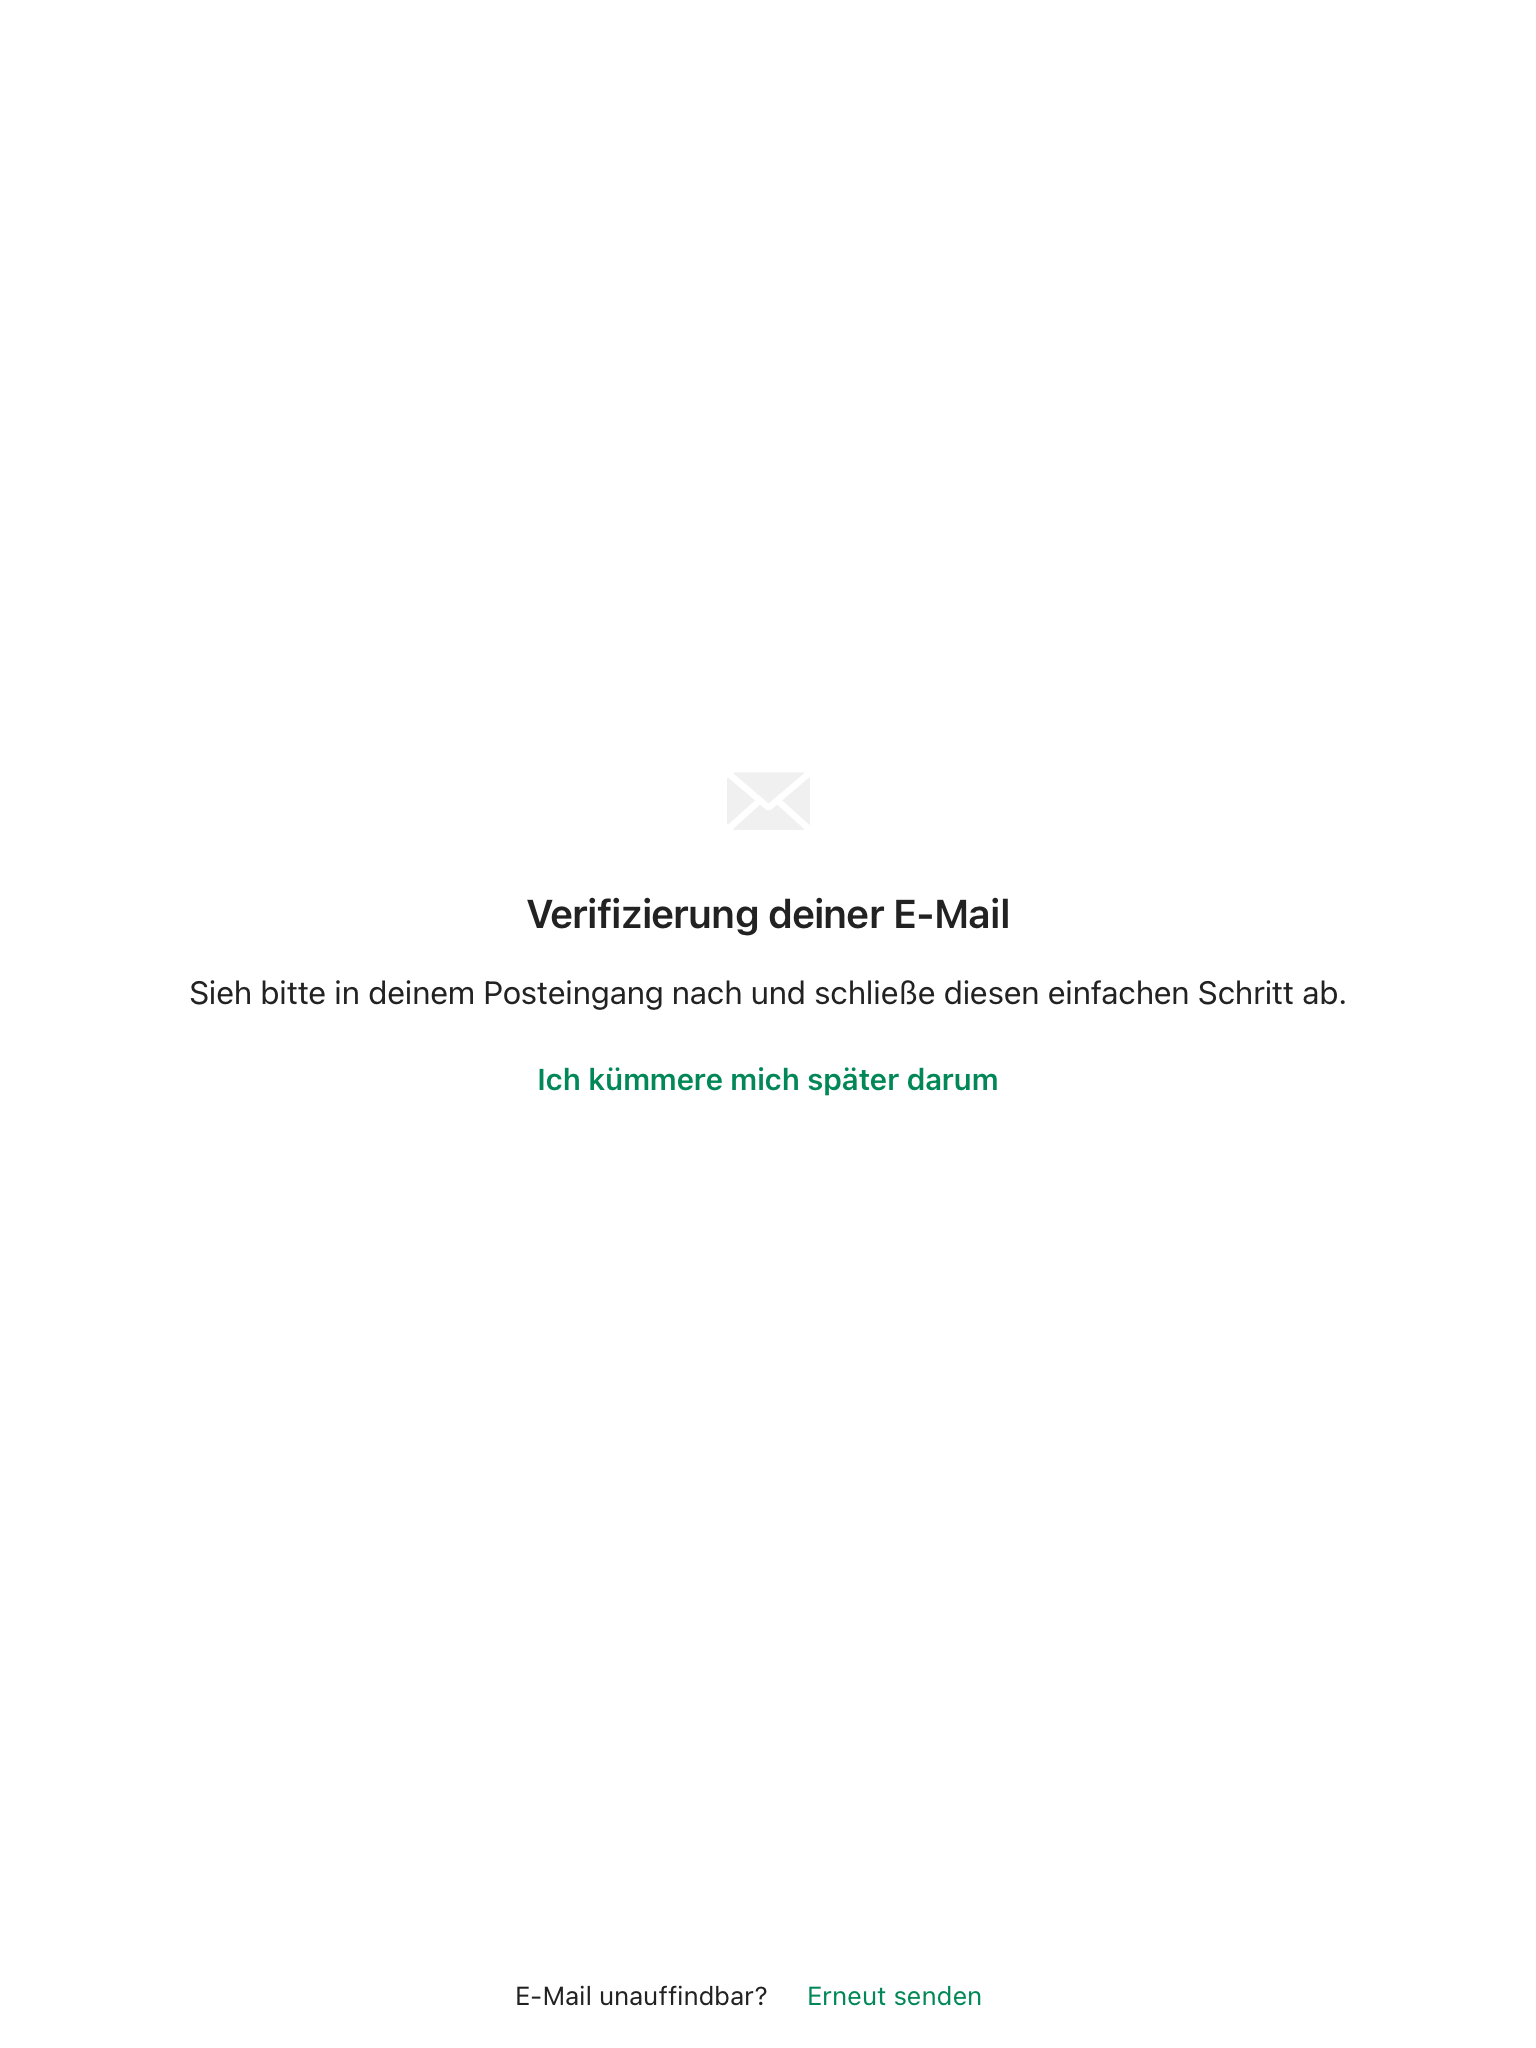 Verifizierung deiner E-Mail
Sieh bitte in deinem Posteingang nach und schließe diesen einfachen Schritt ab.
Ich kümmere mich später darum
E-Mail unauffindbar? Erneut senden